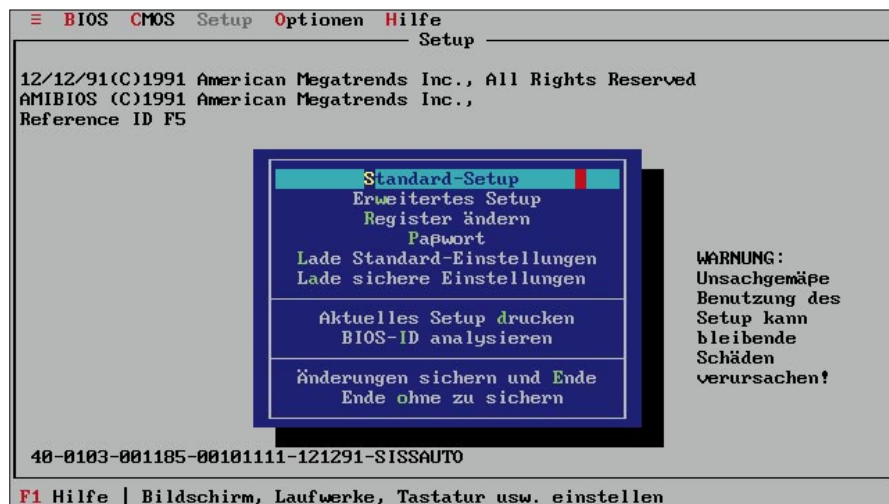 ≡ BIOS CMOS Setup Optionen Hilfe
Setup
12/12/91(C)1991 American Megatrends Inc., All Rights Reserved
AMIBIOS (C)1991 American Megatrends Inc.,
Reference ID F5
Standard-Setup
Erweitertes Setup
Register ändern
Paßwort
Lade Standard-Einstellungen
Lade sichere Einstellungen
Aktuelles Setup drucken
BIOS-ID analysieren
Änderungen sichern und Ende
Ende ohne zu sichern
WARNUNG:
Unsachgemäße
Benutzung des
Setup kann
bleibende
Schäden
verursachen!
40-0103-001185-00101111-121291-SISSAUTO
F1 Hilfe | Bildschirm, Laufwerke, Tastatur usw. einstellen